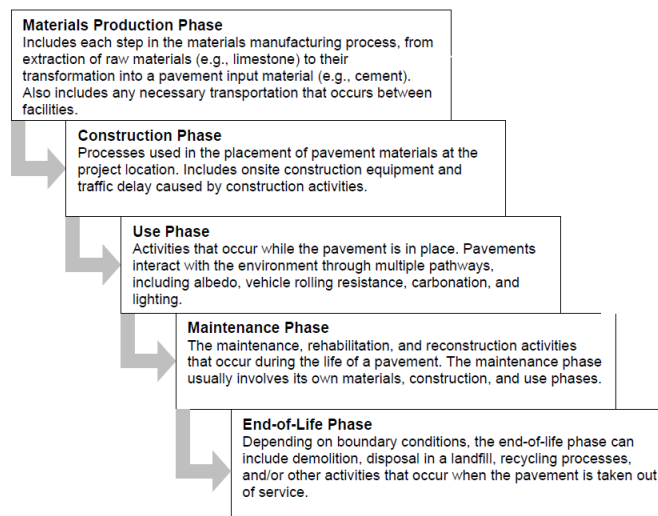 Materials Production Phase
Includes each step in the materials manufacturing process, from
extraction of raw materials (e.g., limestone) to their
transformation into a pavement input material (e.g., cement).
Also includes any necessary transportation that occurs between
facilities.
Construction Phase
Processes used in the placement of pavement materials at the
project location. Includes onsite construction equipment and
traffic delay caused by construction activities.
Use Phase
Activities that occur while the pavement is in place. Pavements
interact with the environment through multiple pathways,
including albedo, vehicle rolling resistance, carbonation, and
lighting.
Maintenance Phase
The maintenance, rehabilitation, and reconstruction activities
that occur during the life of a pavement. The maintenance phase
usually involves its own materials, construction, and use phases.
End-of-Life Phase
Depending on boundary conditions, the end-of-life phase can
include demolition, disposal in a landfill, recycling processes,
and/or other activities that occur when the pavement is taken out
of service.